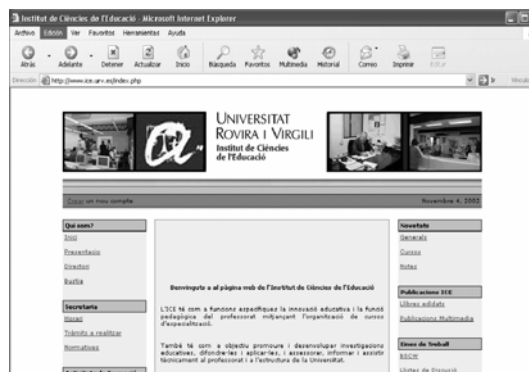 Institut de Ciències de l'Educació - Microsoft Internet Explorer
Archivo Edición Ver Favoritos Herramientas Ayuda
Atrás Adelante Detener Actualizar Inicio Búsqueda Favoritos Multimedia Historial Correo Imprimir Editar
Dirección http://www.ice.urv.es/index.php
UNIVERSITAT
ROVIRA I VIRGILI
Institut de Ciències
de l'Educació
Crear un nou compte Novembre 4, 2002
Qui som?
Inici
Presentacio
Directori
Bustia
Secretaria
Horari
Tràmits a realitzar
Normatives
Benvinguts a al pàgina web de l'Institut de Ciències de l'Educació
L'ICE té com a funcions específiques la innovació educativa i la funció
pedagògica del professorat mitjançant l'organització de cursos
d'especialització.
També té com a objectiu promoure i desenvolupar investigacions
educatives, difondre-les i aplicar-les, i assessorar, informar i assistir
tècnicament al professorat i a l'estructura de la Universitat.
Novetats
Generals
Cursos
Notes
Publicacions ICE
Llibres editats
Publicacions Multimedia
Eines de Treball
BSCW
Llistes de Discusió